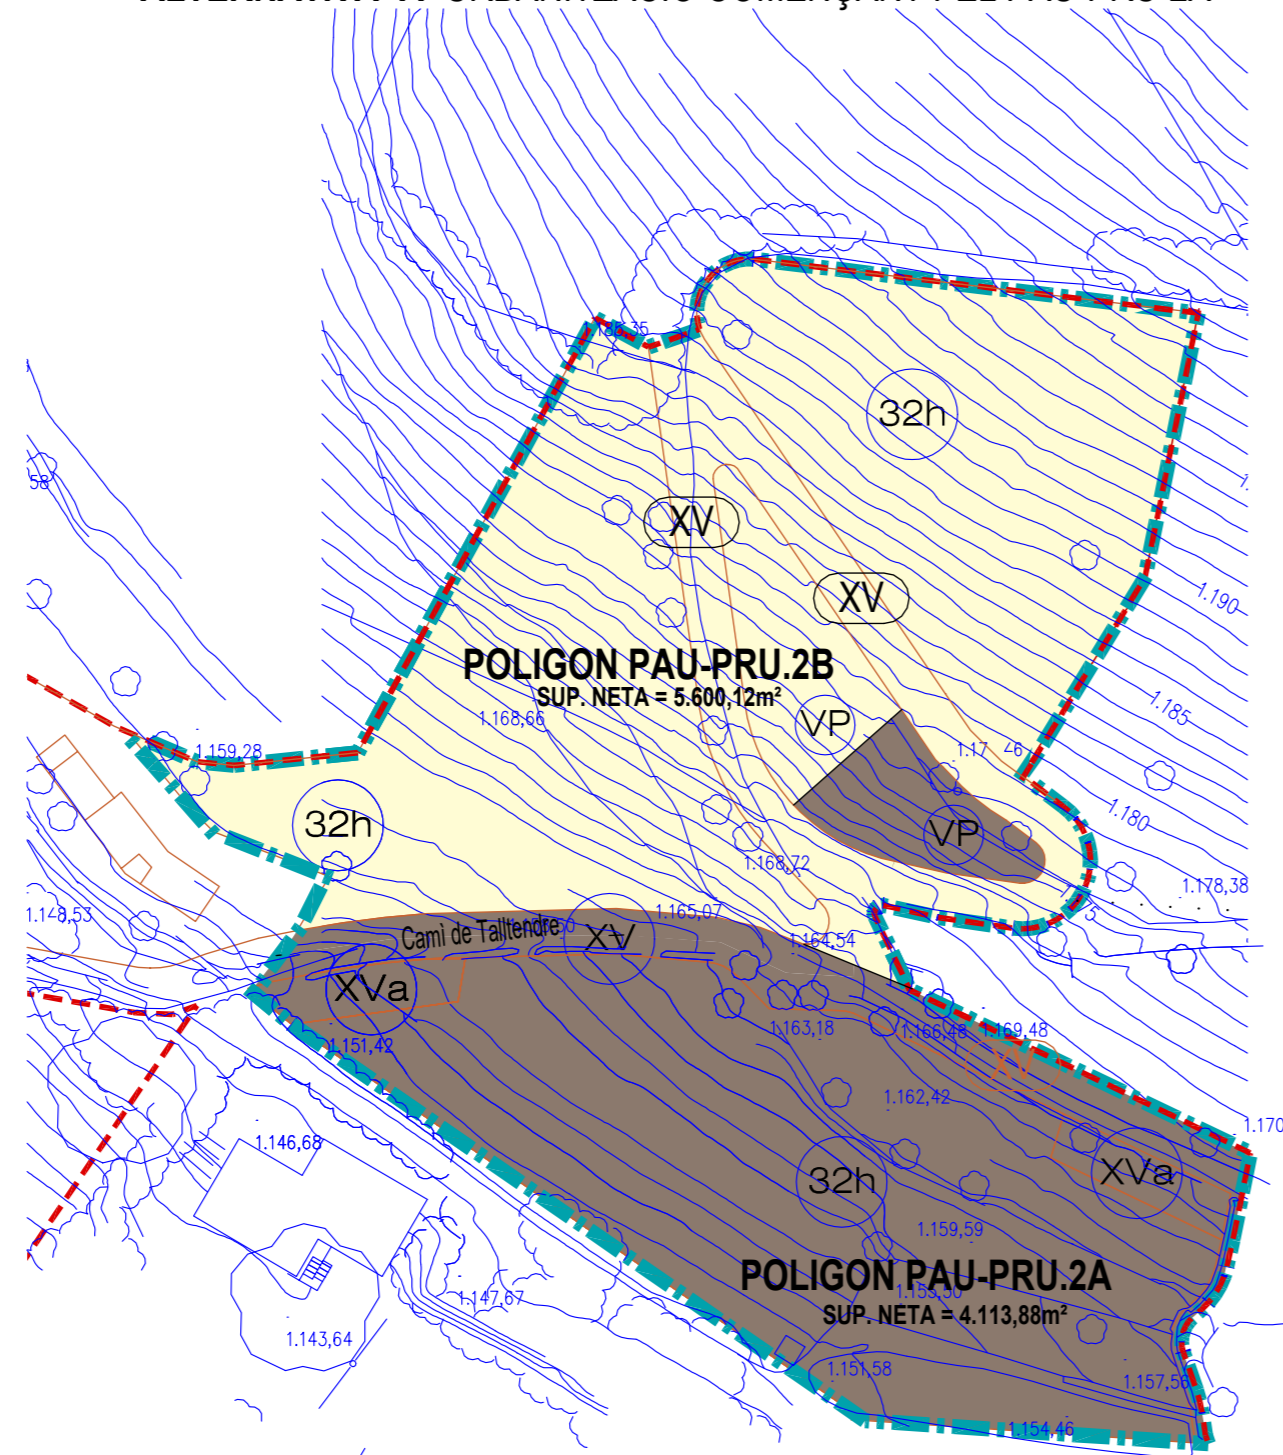 32h
XV
XV
1.190
POLIGON PAU-PRU.2B
SUP. NETA = 5.600,12m²
1.168,66
VP
1.185
1.159,28
1.180
32h
VP
1.168,72
1.178,38
1.148,53
1.165,07
Camì de Talltendre
XV
1.164,54
XVa
1.163,18
1.166,48
1.169,48
1.151,42
XV
1.162,42
1.146,68
1.170
XVa
32h
1.159,59
POLIGON PAU-PRU.2A
1.147,67
SUP. NETA = 4.113,88m²
1.143,64
1.151,58
1.157,56
1.154,46